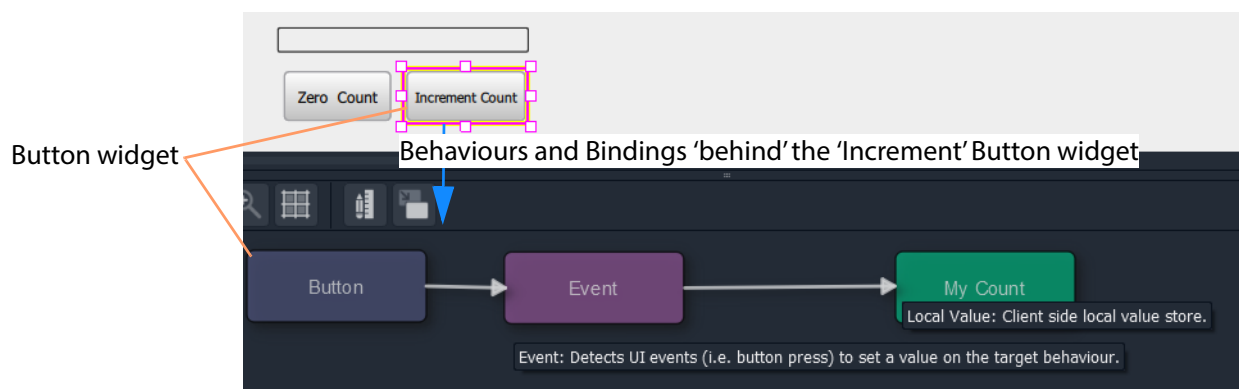 Zero Count
Increment Count
Button widget
Behaviours and Bindings ‘behind’ the ‘Increment’ Button widget
Button
Event
My Count
Local Value: Client side local value store.
Event: Detects UI events (i.e. button press) to set a value on the target behaviour.